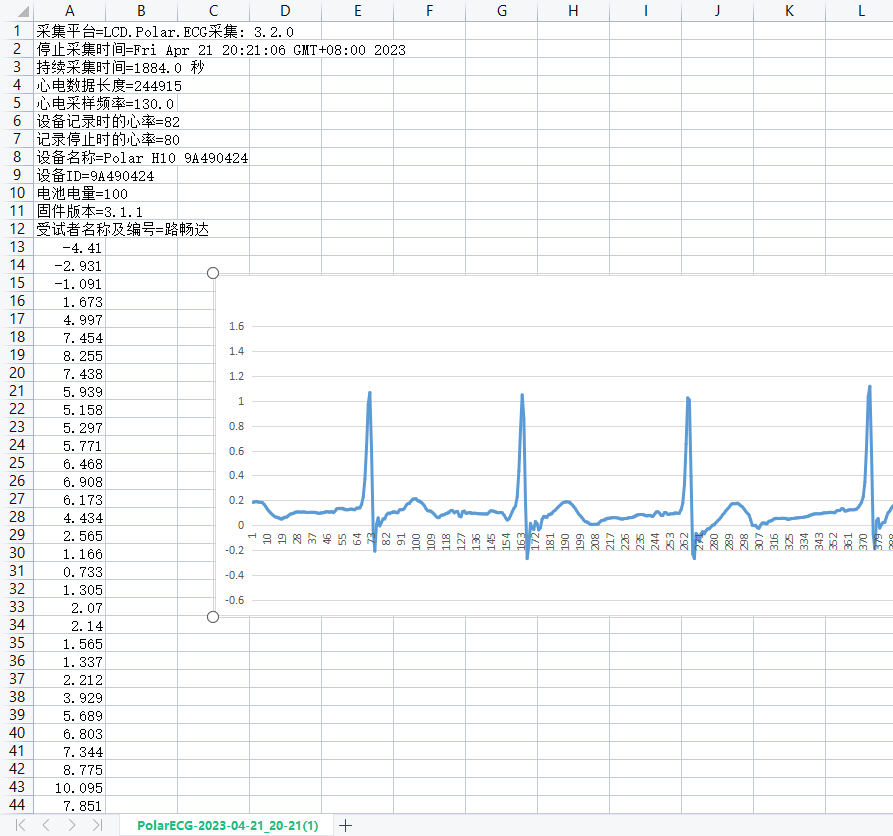 A B C D E F G H I J K L
1 采集平台=LCD.Polar.ECG采集: 3.2.0
2 停止采集时间=Fri Apr 21 20:21:06 GMT+08:00 2023
3 持续采集时间=1884.0 秒
4 心电数据长度=244915
5 心电采样频率=130.0
6 设备记录时的心率=82
7 记录停止时的心率=80
8 设备名称=Polar H10 9A490424
9 设备ID=9A490424
10 电池电量=100
11 固件版本=3.1.1
12 受试者名称及编号=路畅达
13 -4.41
14 -2.931
15 -1.091
16 1.673
17 4.997
18 7.454
19 8.255
20 7.438
21 5.939
22 5.158
23 5.297
24 5.771
25 6.468
26 6.908
27 6.173
28 4.434
29 2.565
30 1.166
31 0.733
32 1.305
33 2.07
34 2.14
35 1.565
36 1.337
37 2.212
38 3.929
39 5.689
40 6.803
41 7.344
42 8.775
43 10.095
44 7.851
1.6
1.4
1.2
1
0.8
0.6
0.4
0.2
0
-0.2
-0.4
-0.6
1 10 19 28 37 46 55 64 73 82 91 100 109 118 127 136 145 154 163 172 181 190 199 208 217 226 235 244 253 262 271 280 289 298 307 316 325 334 343 352 361 370 379
PolarECG-2023-04-21_20-21(1)